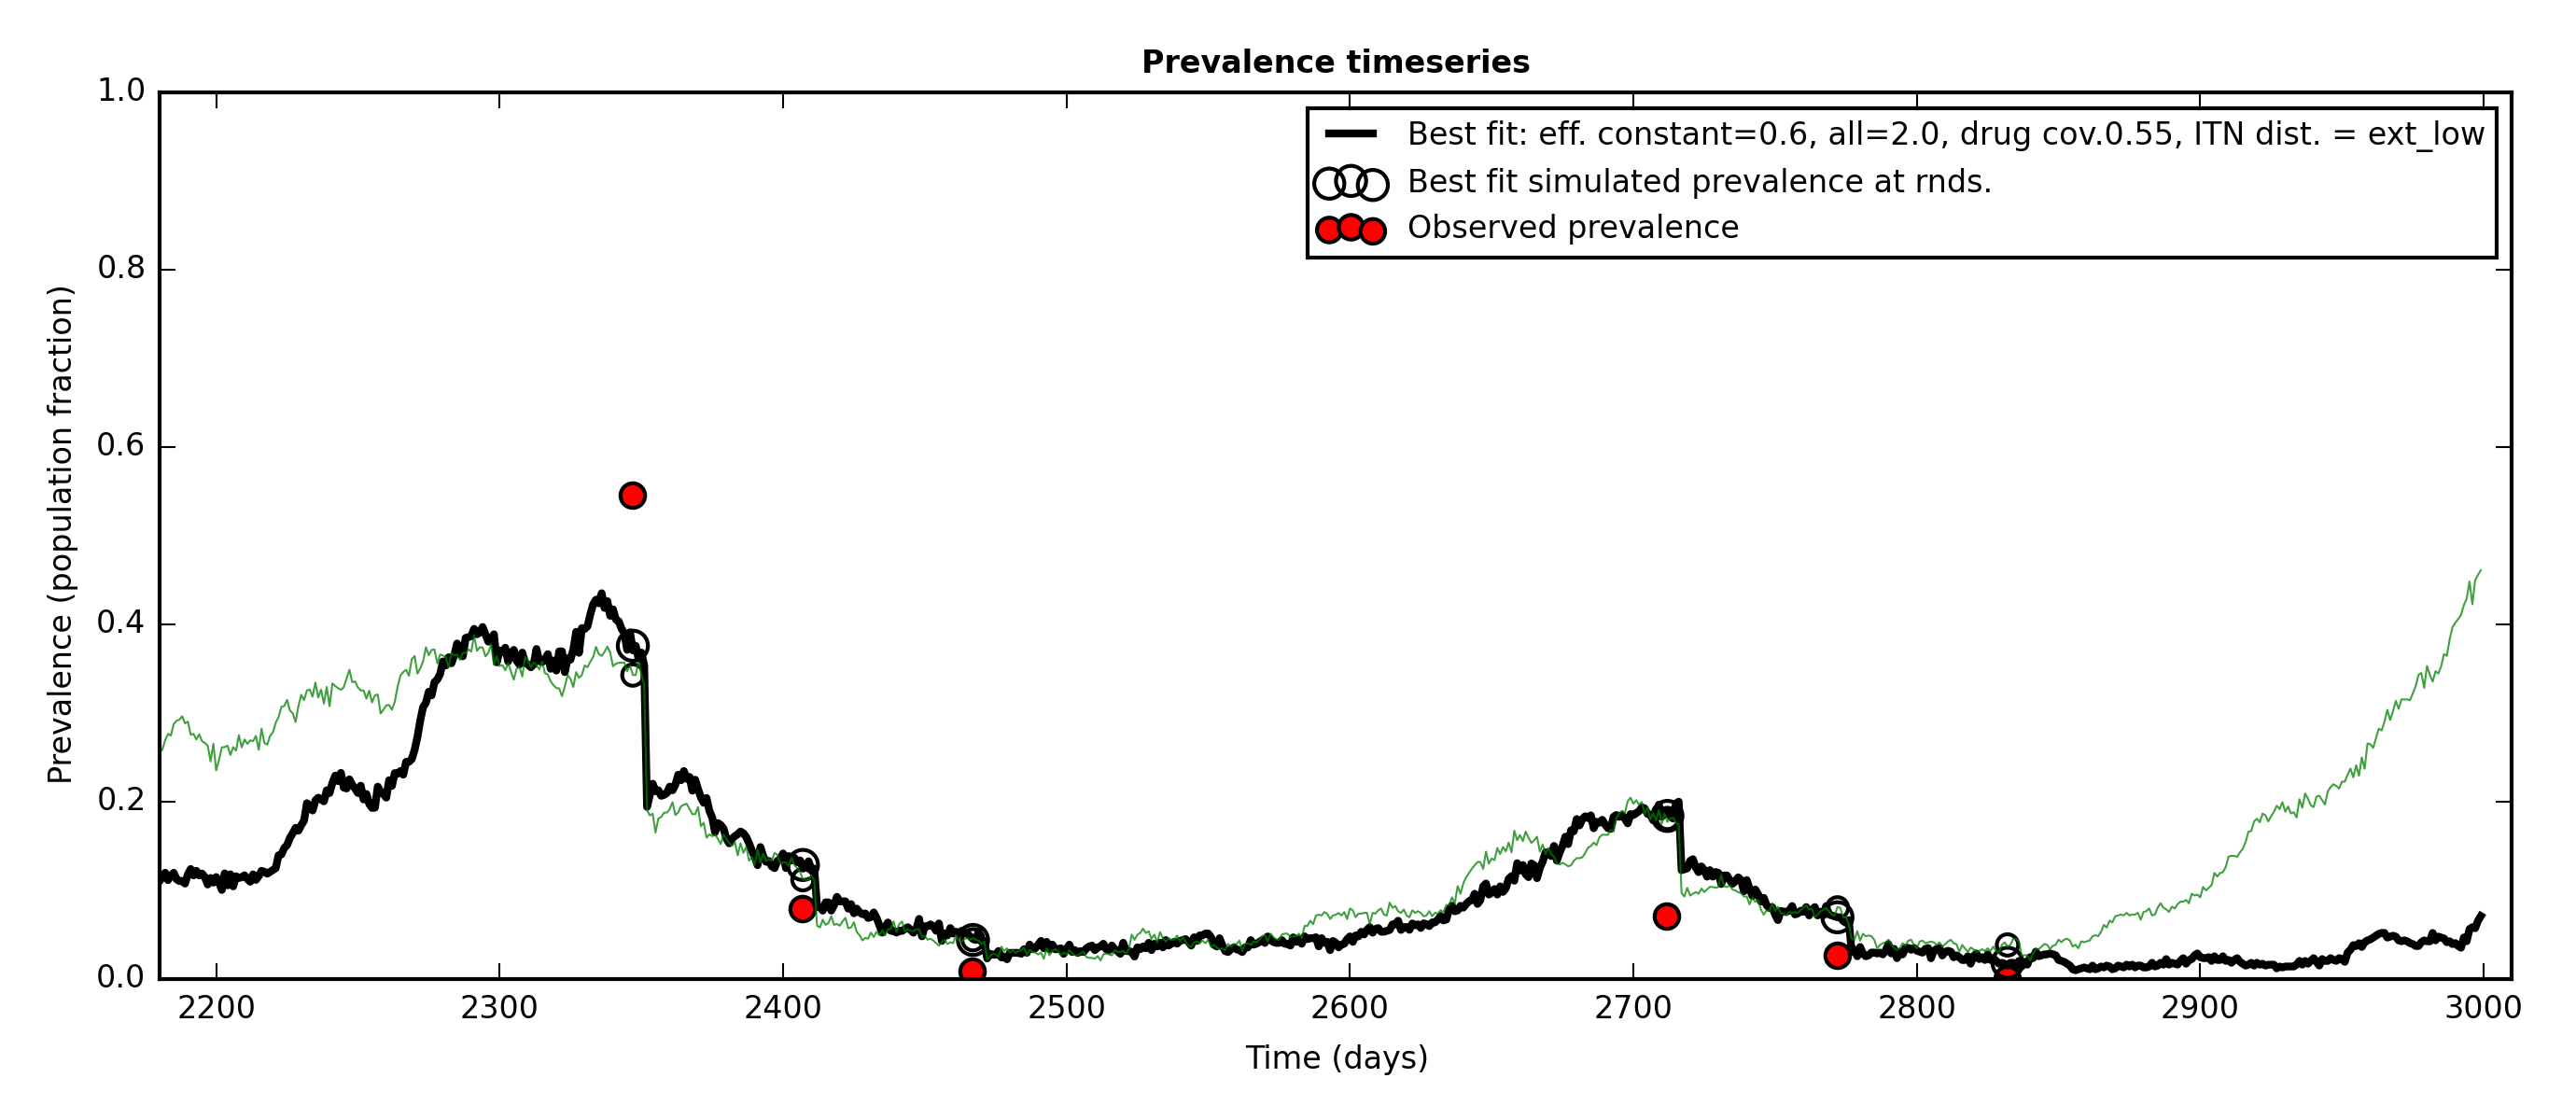 Prevalence timeseries
1.0
0.8
0.6
0.4
0.2
0.0
Prevalence (population fraction)
Best fit: eff. constant=0.6, all=2.0, drug cov.0.55, ITN dist. = ext_low
Best fit simulated prevalence at rnds.
Observed prevalence
2200 2300 2400 2500 2600 2700 2800 2900 3000
Time (days)